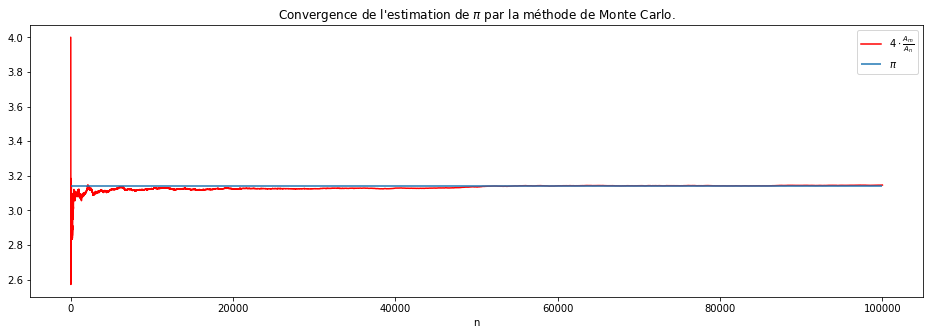 Convergence de l'estimation de π par la méthode de Monte Carlo.
4.0
3.8
3.6
3.4
3.2
3.0
2.8
2.6
4 · A_m / A_n
π
0 20000 40000 60000 80000 100000
n